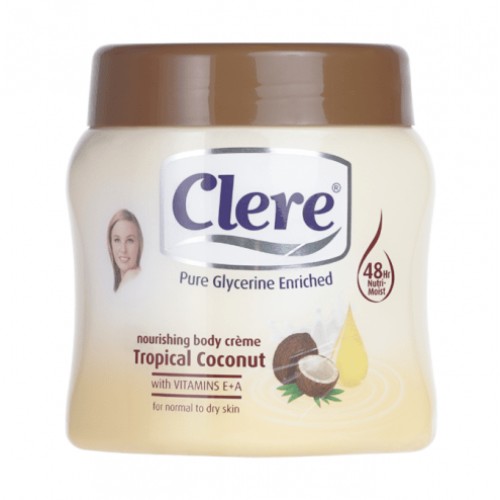 Clere®
Pure Glycerine Enriched
48Hr
Nutri-
Moist
nourishing body crème
Tropical Coconut
with VITAMINS E+A
for normal to dry skin